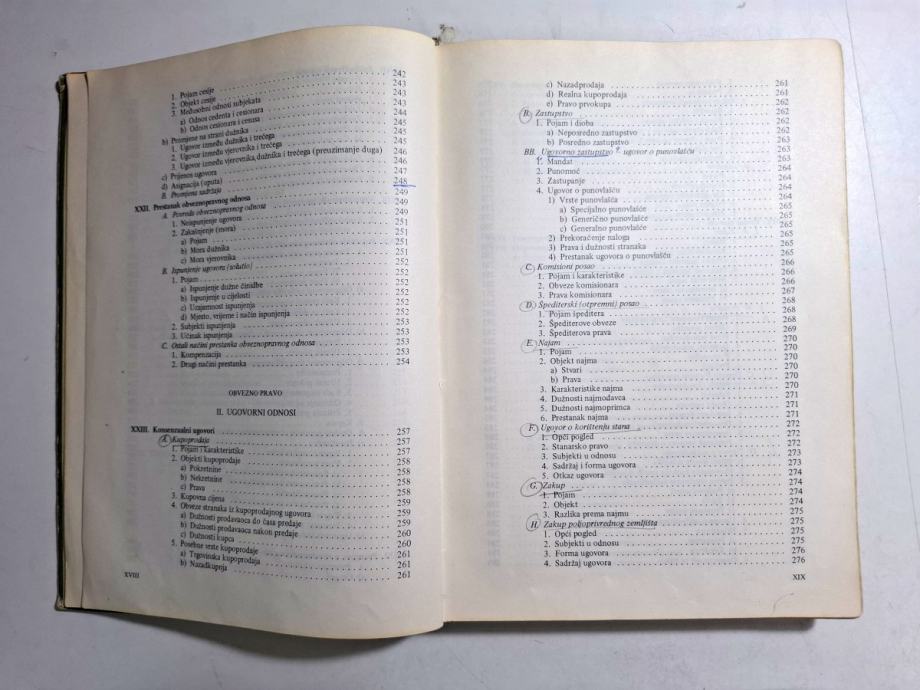 1. Pojam cesije 242
2. Objekt cesije 243
3. Međusobni odnosi subjekata 243
a) Odnos cedenta i cesionara 243
b) Odnos cesionara i cesusa 244
b) Promjene na strani dužnika 245
1. Ugovor između dužnika i trećega 245
2. Ugovor između vjerovnika i trećega 245
3. Ugovor između vjerovnika, dužnika i trećega (preuzimanje duga) 246
c) Prijenos ugovora 246
d) Asignacija (uputa) 247
B. Promjena sadržaja 248
XXII. Prestanak obveznopravnog odnosa 249
A. Povreda obveznopravnog odnosa 249
1. Neispunjenje ugovora 249
2. Zakašnjenje (mora) 249
a) Pojam 251
b) Mora dužnika 251
c) Mora vjerovnika 251
B. Ispunjenje ugovora (solutio) 252
1. Pojam 252
a) Ispunjenje dužne činidbe 252
b) Ispunjenje u cijelosti 252
c) Uzajamnost ispunjenja 252
d) Mjesto, vrijeme i način ispunjenja 252
2. Subjekti ispunjenja 253
3. Učinak ispunjenja 253
C. Ostali načini prestanka obveznopravnog odnosa 253
1. Kompenzacija 253
2. Drugi načini prestanka 254
OBVEZNO PRAVO
II. UGOVORNI ODNOSI
XXIII. Konsenzualni ugovori 257
A. Kupoprodaja 257
1. Pojam i karakteristike 257
2. Objekti kupoprodaje 258
a) Pokretnine 258
b) Nekretnine 258
c) Prava 258
3. Kupovna cijena 259
4. Obveze stranaka iz kupoprodajnog ugovora 259
a) Dužnosti prodavaoca do časa predaje 259
b) Dužnosti prodavaoca nakon predaje 260
c) Dužnosti kupca 260
5. Posebne vrste kupoprodaje 261
a) Trgovinska kupoprodaja 261
b) Nazadkupnja 261
XVIII
c) Nazadprodaja 261
d) Realna kupoprodaja 261
e) Pravo prvokupa 262
B. Zastupstvo 262
1. Pojam i dioba 262
a) Neposredno zastupstvo 262
b) Posredno zastupstvo 263
BB. Ugovorno zastupstvo ugovor o punovlašću 263
1. Mandat 263
2. Punomoć 263
3. Zastupanje 264
4. Ugovor o punovlašću 264
1) Vrste punovlašća 264
a) Specijalno punovlašće 265
b) Generično punovlašće 265
c) Generalno punovlašće 265
2) Prekoračenje naloga 265
3) Prava i dužnosti stranaka 265
4) Prestanak ugovora o punovlašću 265
C. Komisioni posao 266
1. Pojam i karakteristike 266
2. Obveze komisionara 266
3. Prava komisionara 267
D. Špediterski (otpremni) posao 268
1. Pojam špeditera 268
2. Špediterove obveze 268
3. Špediterova prava 269
E. Najam 270
1. Pojam 270
2. Objekt najma 270
a) Stvari 270
b) Prava 270
3. Karakteristike najma 270
4. Dužnosti najmodavca 271
5. Dužnosti najmoprimca 271
6. Prestanak najma 271
F. Ugovor o korištenju stana 272
1. Opći pogled 272
2. Stanarsko pravo 272
3. Subjekti u odnosu 273
4. Sadržaj i forma ugovora 273
5. Otkaz ugovora 274
G. Zakup 274
1. Pojam 274
2. Objekt 274
3. Razlika prema najmu 275
H. Zakup poljoprivrednog zemljišta 275
1. Opći pogled 275
2. Subjekti u odnosu 275
3. Forma ugovora 276
4. Sadržaj ugovora 276
XIX